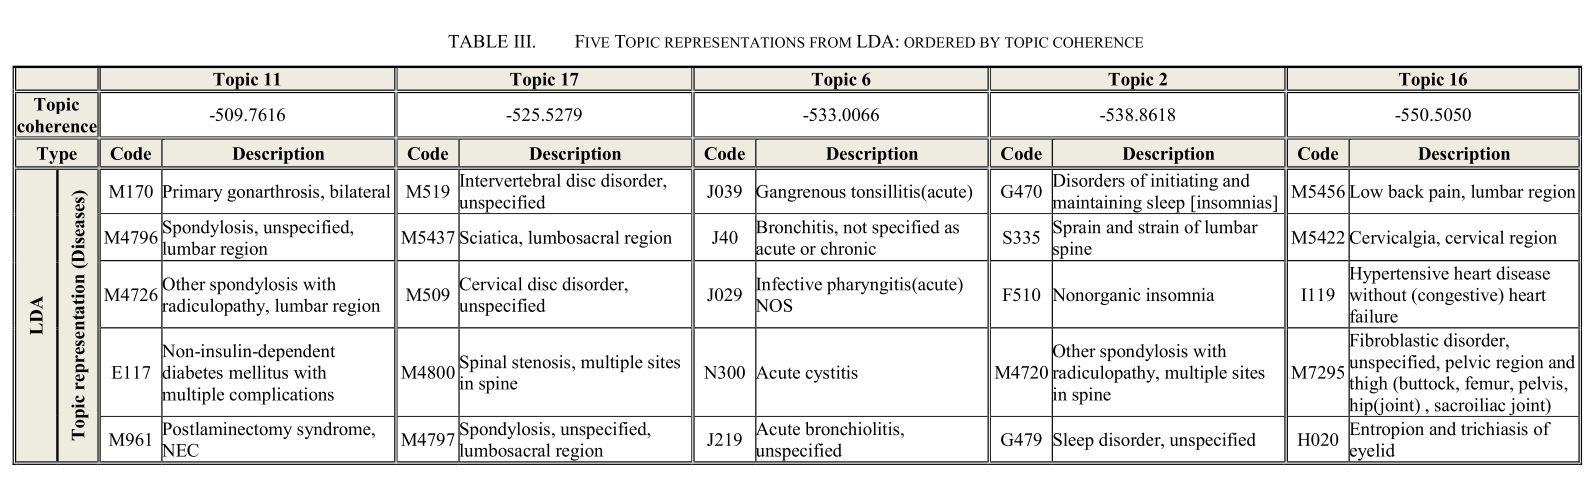 TABLE III. FIVE TOPIC REPRESENTATIONS FROM LDA: ORDERED BY TOPIC COHERENCE
Topic 11 Topic 17 Topic 6 Topic 2 Topic 16
Topic coherence -509.7616 -525.5279 -533.0066 -538.8618 -550.5050
Type Code Description Code Description Code Description Code Description Code Description
LDA
Topic representation (Diseases)
M170 Primary gonarthrosis, bilateral M519 Intervertebral disc disorder, unspecified J039 Gangrenous tonsillitis(acute) G470 Disorders of initiating and maintaining sleep [insomnias] M5456 Low back pain, lumbar region
M4796 Spondylosis, unspecified, lumbar region M5437 Sciatica, lumbosacral region J40 Bronchitis, not specified as acute or chronic S335 Sprain and strain of lumbar spine M5422 Cervicalgia, cervical region
M4726 Other spondylosis with radiculopathy, lumbar region M509 Cervical disc disorder, unspecified J029 Infective pharyngitis(acute) NOS F510 Nonorganic insomnia I119 Hypertensive heart disease without (congestive) heart failure
E117 Non-insulin-dependent diabetes mellitus with multiple complications M4800 Spinal stenosis, multiple sites in spine N300 Acute cystitis M4720 Other spondylosis with radiculopathy, multiple sites in spine M7295 Fibroblastic disorder, unspecified, pelvic region and thigh (buttock, femur, pelvis, hip(joint) , sacroiliac joint)
M961 Postlaminectomy syndrome, NEC M4797 Spondylosis, unspecified, lumbosacral region J219 Acute bronchiolitis, unspecified G479 Sleep disorder, unspecified H020 Entropion and trichiasis of eyelid